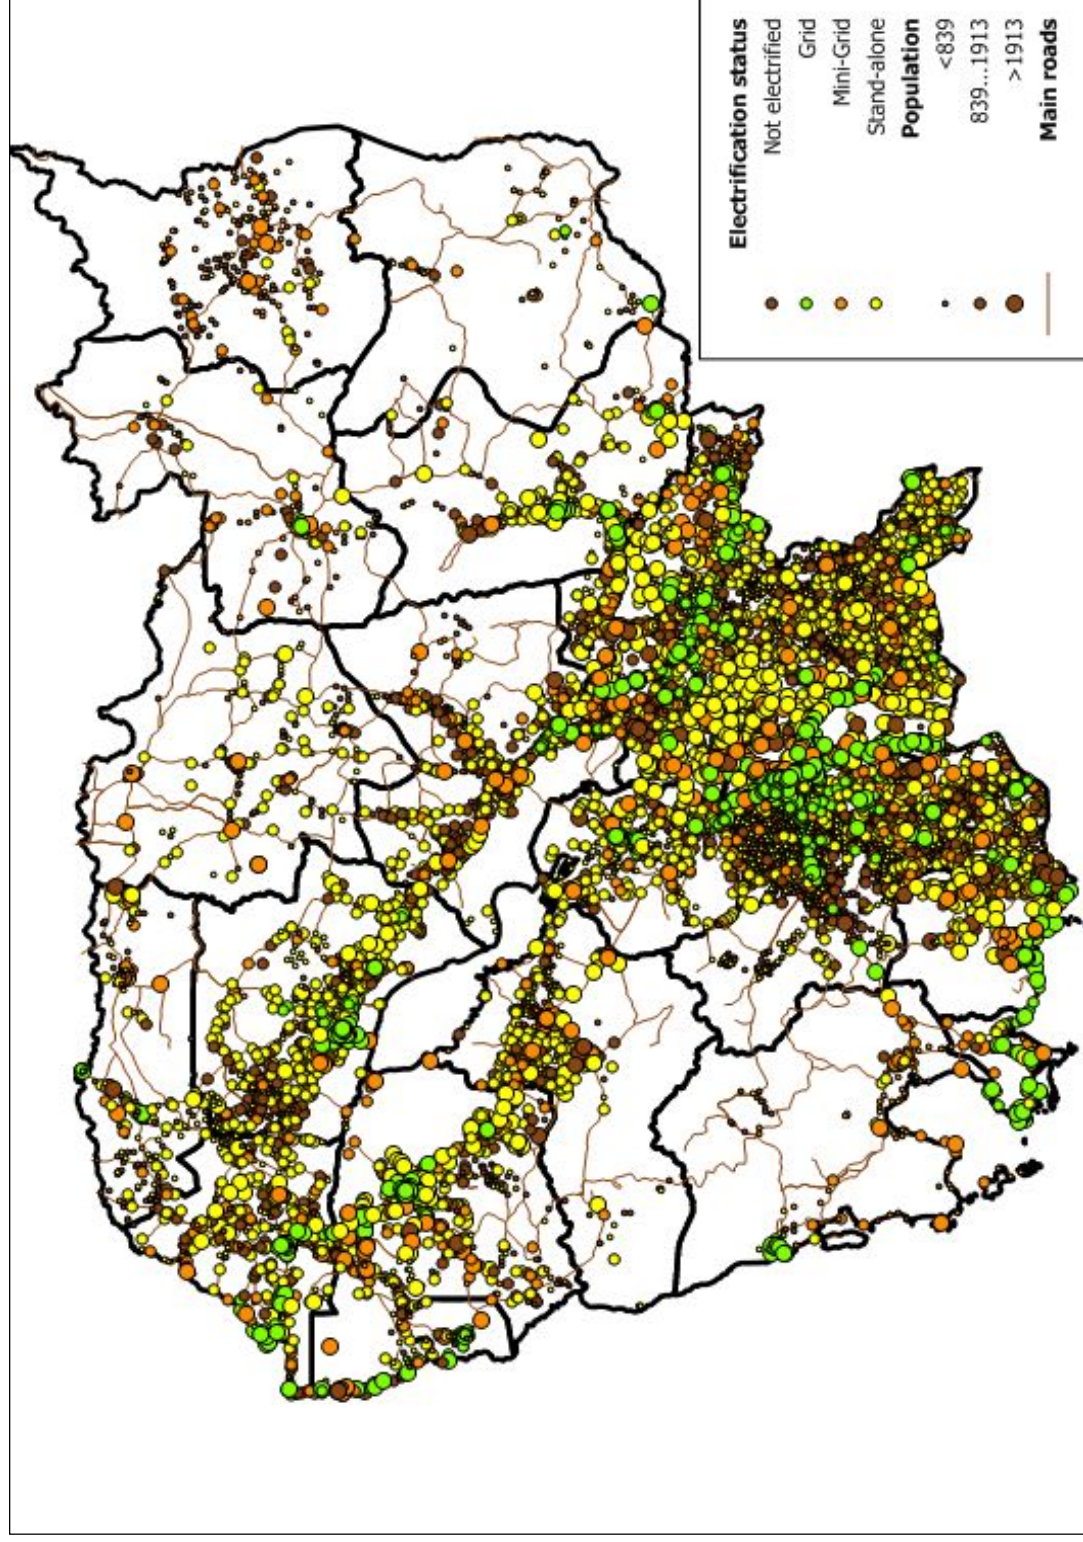 Electrification status
Not electrified
Grid
Mini-Grid
Stand-alone
Population
<839
839...1913
>1913
Main roads